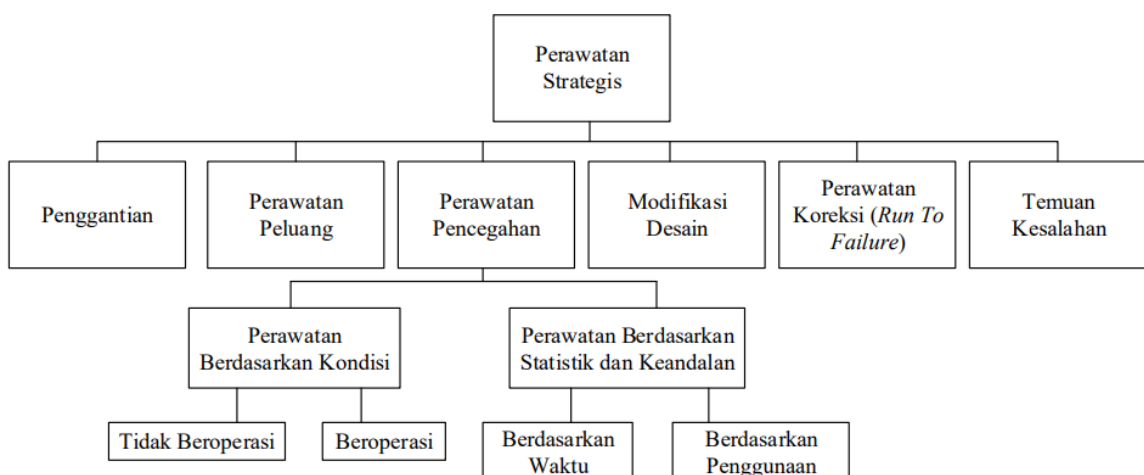 Perawatan
Strategis
Penggantian
Perawatan
Peluang
Perawatan
Pencegahan
Modifikasi
Desain
Perawatan
Koreksi (Run To
Failure)
Temuan
Kesalahan
Perawatan
Berdasarkan Kondisi
Perawatan Berdasarkan
Statistik dan Keandalan
Tidak Beroperasi
Beroperasi
Berdasarkan
Waktu
Berdasarkan
Penggunaan